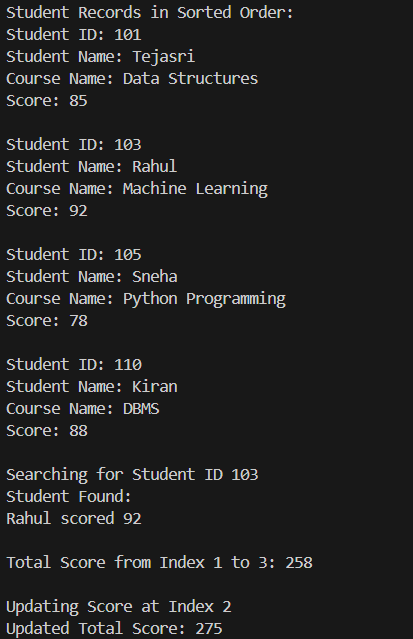 Student Records in Sorted Order:
Student ID: 101
Student Name: Tejasri
Course Name: Data Structures
Score: 85
Student ID: 103
Student Name: Rahul
Course Name: Machine Learning
Score: 92
Student ID: 105
Student Name: Sneha
Course Name: Python Programming
Score: 78
Student ID: 110
Student Name: Kiran
Course Name: DBMS
Score: 88
Searching for Student ID 103
Student Found:
Rahul scored 92
Total Score from Index 1 to 3: 258
Updating Score at Index 2
Updated Total Score: 275